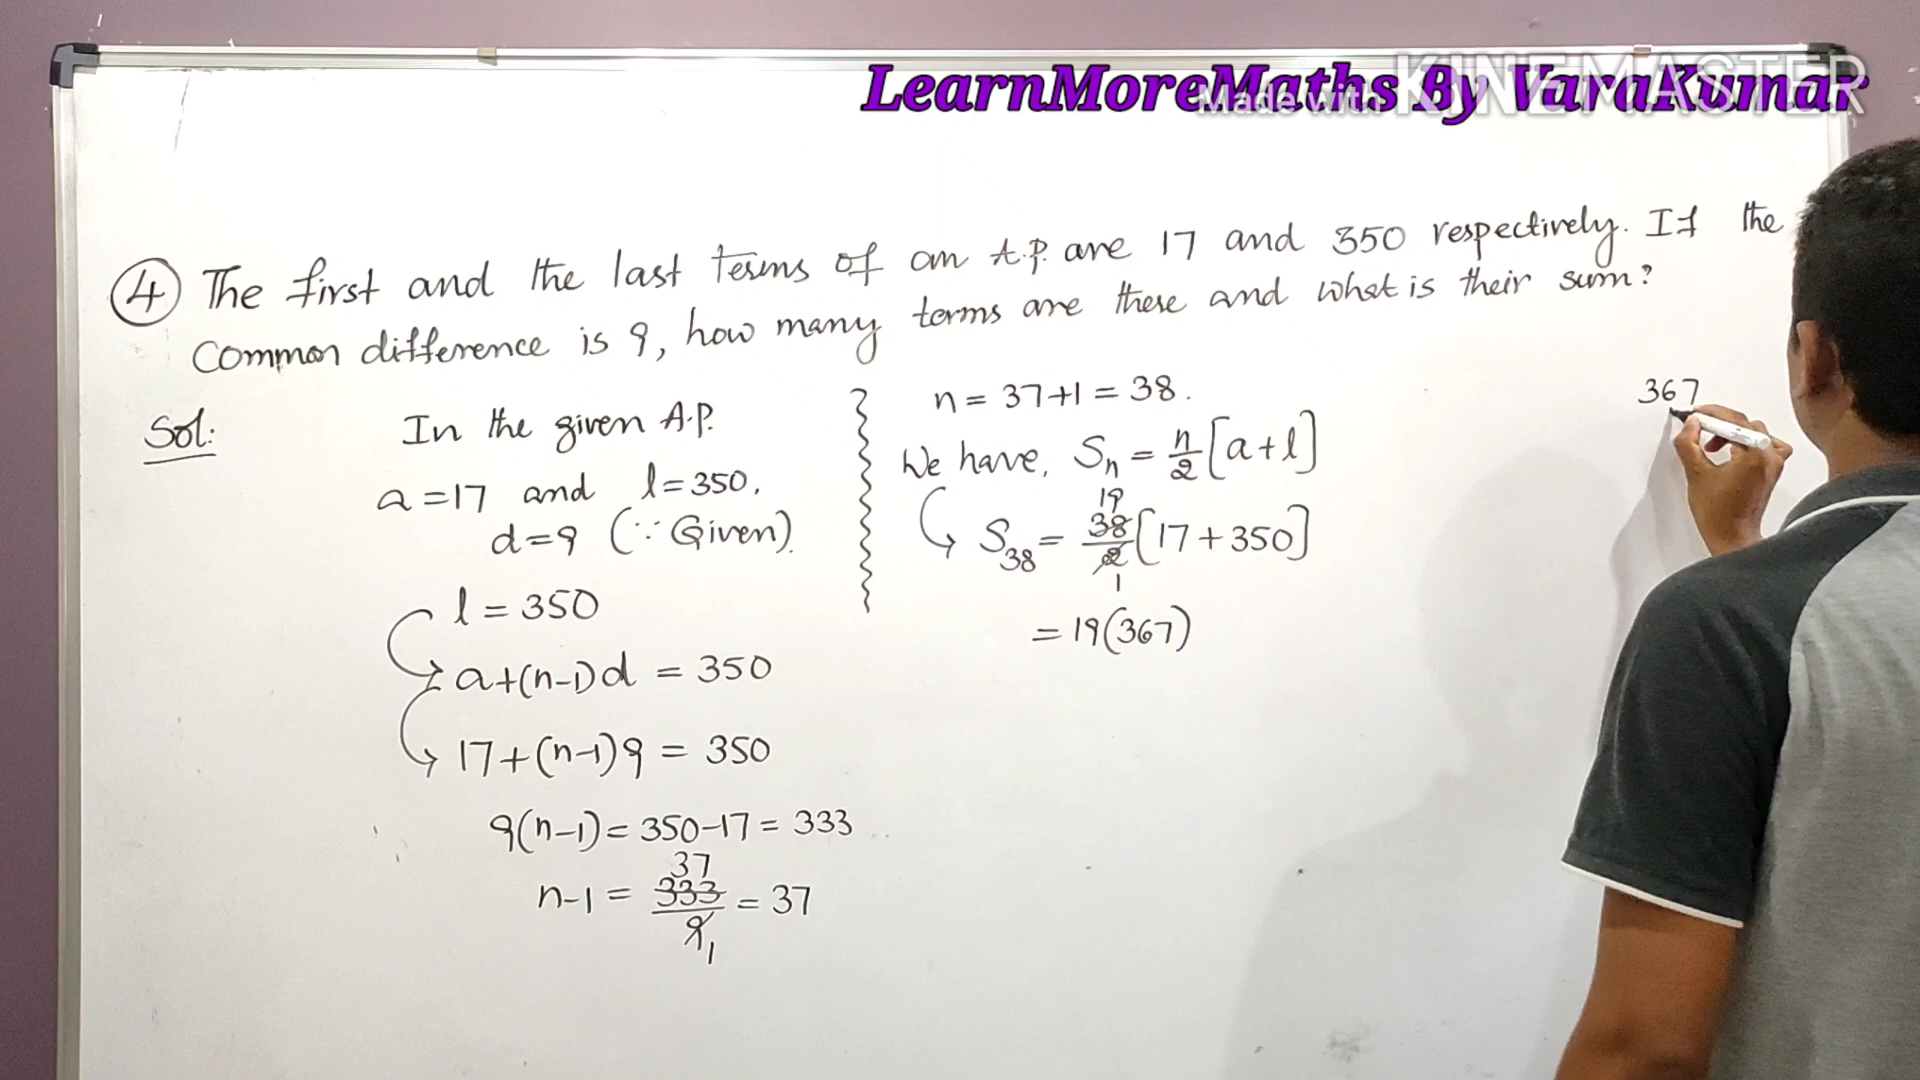 LearnMoreMaths By VaraKumar
Made with KINEMASTER
④ The first and the last terms of an A.P. are 17 and 350 respectively. If the
Common difference is 9, how many terms are these and what is their sum?
Sol:
In the given A.P.
a=17 and l=350,
d=9 (∵ Given).
l = 350
a+(n-1)d = 350
17+(n-1)9 = 350
9(n-1) = 350-17 = 333
37
n-1 = 333/9 = 37
1
n = 37+1 = 38.
We have, Sn = n/2 [a+l]
19
S38 = 38/2 [17+350]
1
= 19(367)
367